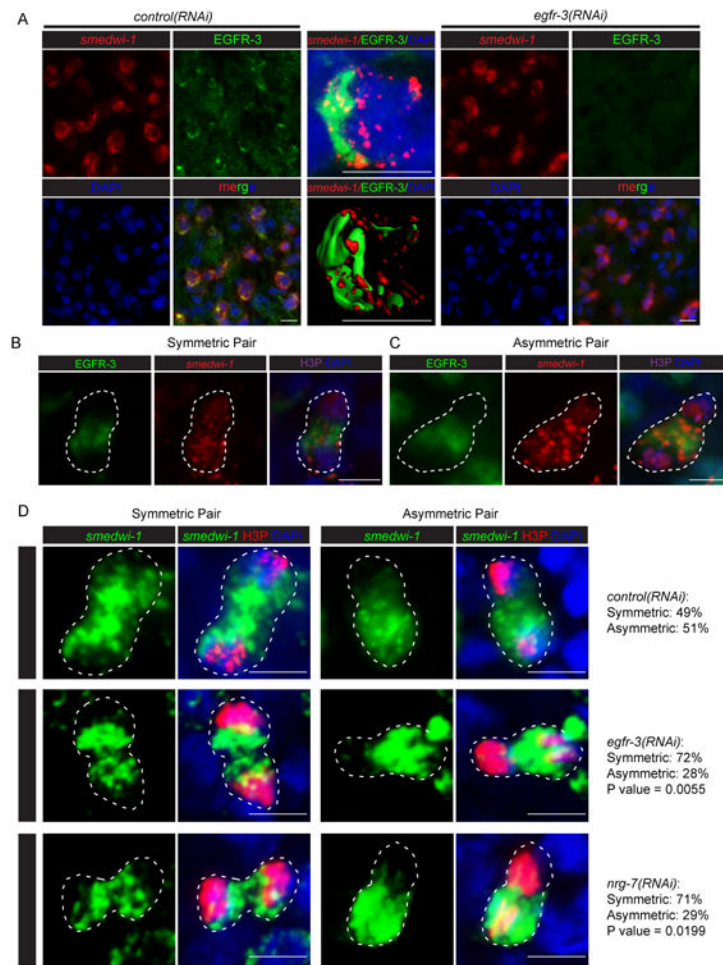 A
control(RNAi)
egfr-3(RNAi)
smedwi-1
EGFR-3
smedwi-1/EGFR-3/DAPI
smedwi-1
EGFR-3
DAPI
merge
smedwi-1/EGFR-3/DAPI
DAPI
merge
B
Symmetric Pair
C
Asymmetric Pair
EGFR-3
smedwi-1
H3P DAPI
EGFR-3
smedwi-1
H3P DAPI
D
Symmetric Pair
Asymmetric Pair
smedwi-1
smedwi-1 H3P DAPI
smedwi-1
smedwi-1 H3P DAPI
control(RNAi):
Symmetric: 49%
Asymmetric: 51%
egfr-3(RNAi):
Symmetric: 72%
Asymmetric: 28%
P value = 0.0055
nrg-7(RNAi):
Symmetric: 71%
Asymmetric: 29%
P value = 0.0199